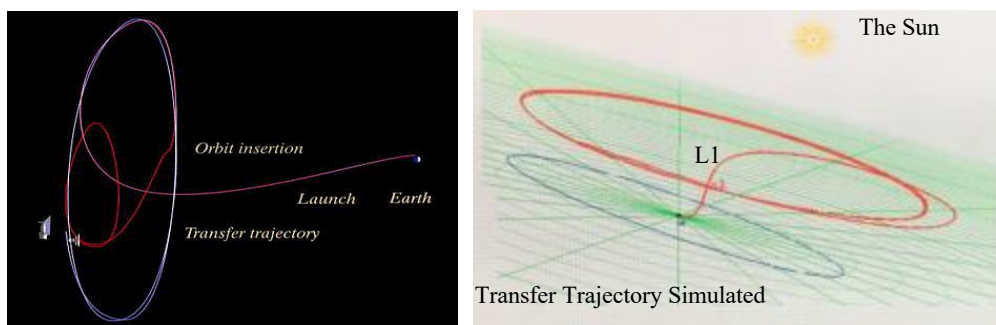 Orbit insertion
Launch
Earth
Transfer trajectory
The Sun
L1
Transfer Trajectory Simulated